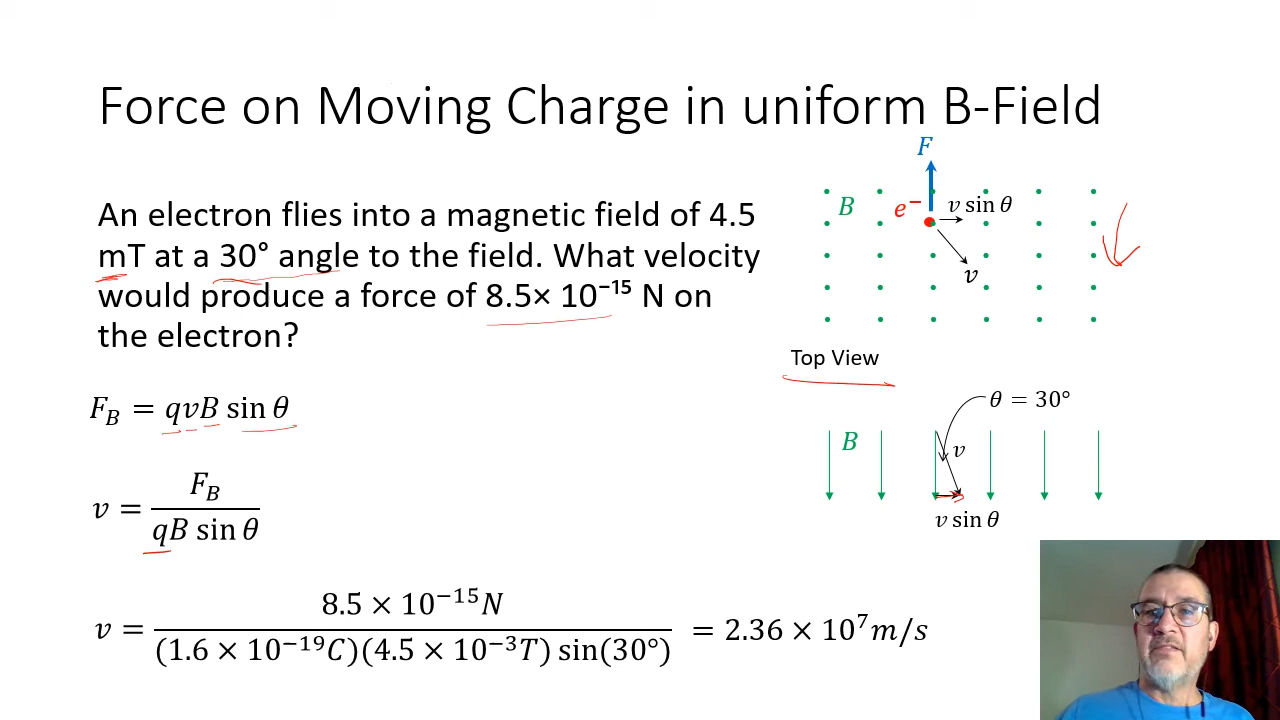 Force on Moving Charge in uniform B-Field
An electron flies into a magnetic field of 4.5
mT at a 30° angle to the field. What velocity
would produce a force of 8.5× 10⁻¹⁵ N on
the electron?
F_B = qvB sin θ
v = F_B / qB sin θ
v = 8.5 × 10⁻¹⁵N / (1.6 × 10⁻¹⁹C)(4.5 × 10⁻³T) sin(30°) = 2.36 × 10⁷m/s
F
B
e⁻
v sin θ
v
Top View
θ = 30°
B
v
v sin θ